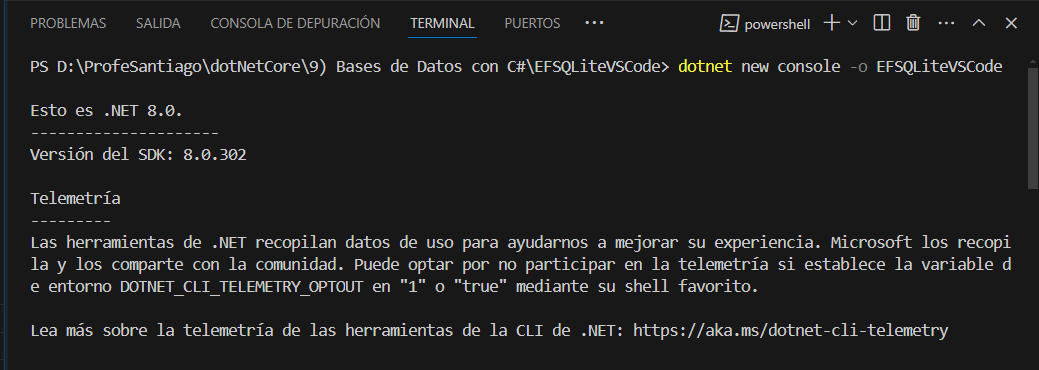 PROBLEMAS SALIDA CONSOLA DE DEPURACIÓN TERMINAL PUERTOS ··· powershell
PS D:\ProfeSantiago\dotNetCore\9) Bases de Datos con C#\EFSQLiteVSCode> dotnet new console -o EFSQLiteVSCode
Esto es .NET 8.0.
---------------------
Versión del SDK: 8.0.302
Telemetría
---------
Las herramientas de .NET recopilan datos de uso para ayudarnos a mejorar su experiencia. Microsoft los recopi
la y los comparte con la comunidad. Puede optar por no participar en la telemetría si establece la variable d
e entorno DOTNET_CLI_TELEMETRY_OPTOUT en "1" o "true" mediante su shell favorito.
Lea más sobre la telemetría de las herramientas de la CLI de .NET: https://aka.ms/dotnet-cli-telemetry